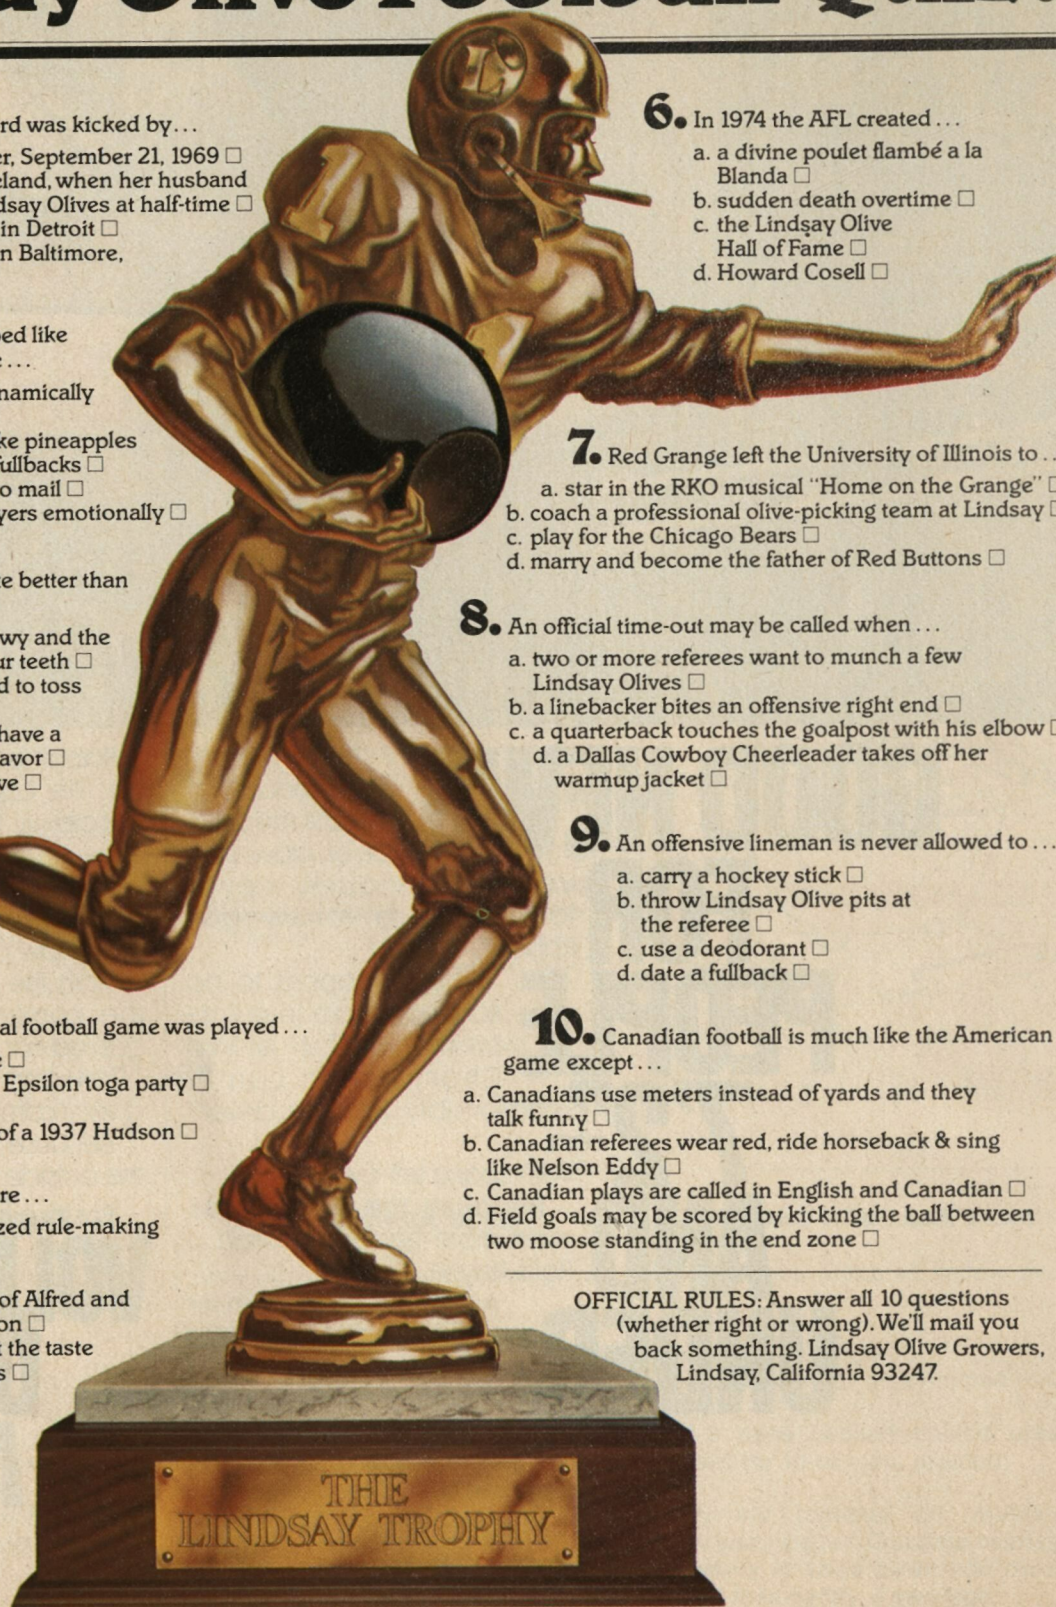 ay Olive Football Quiz.
rd was kicked by...
er, September 21, 1969 □
eland, when her husband
dsay Olives at half-time □
in Detroit □
n Baltimore,
ped like
e...
namically
ke pineapples
fullbacks □
o mail □
yers emotionally □
te better than
wy and the
ur teeth □
d to toss
have a
avor □
ve □
al football game was played...
e □
Epsilon toga party □
of a 1937 Hudson □
re...
zed rule-making
of Alfred and
on □
t the taste
s □
1
6. In 1974 the AFL created...
a. a divine poulet flambé a la
Blanda □
b. sudden death overtime □
c. the Lindsay Olive
Hall of Fame □
d. Howard Cosell □
7. Red Grange left the University of Illinois to..
a. star in the RKO musical "Home on the Grange" □
b. coach a professional olive-picking team at Lindsay □
c. play for the Chicago Bears □
d. marry and become the father of Red Buttons □
8. An official time-out may be called when...
a. two or more referees want to munch a few
Lindsay Olives □
b. a linebacker bites an offensive right end □
c. a quarterback touches the goalpost with his elbow □
d. a Dallas Cowboy Cheerleader takes off her
warmup jacket □
9. An offensive lineman is never allowed to...
a. carry a hockey stick □
b. throw Lindsay Olive pits at
the referee □
c. use a deodorant □
d. date a fullback □
10. Canadian football is much like the American
game except...
a. Canadians use meters instead of yards and they
talk funny □
b. Canadian referees wear red, ride horseback & sing
like Nelson Eddy □
c. Canadian plays are called in English and Canadian □
d. Field goals may be scored by kicking the ball between
two moose standing in the end zone □
OFFICIAL RULES: Answer all 10 questions
(whether right or wrong). We'll mail you
back something. Lindsay Olive Growers,
Lindsay, California 93247.
THE
LINDSAY TROPHY